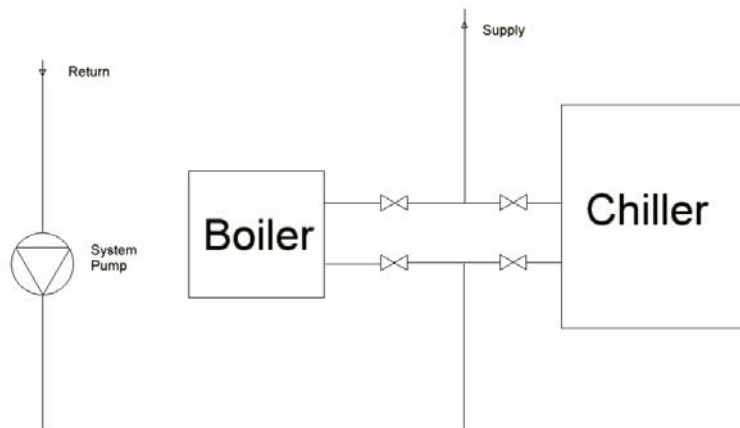 Supply
Return
Boiler
Chiller
System
Pump